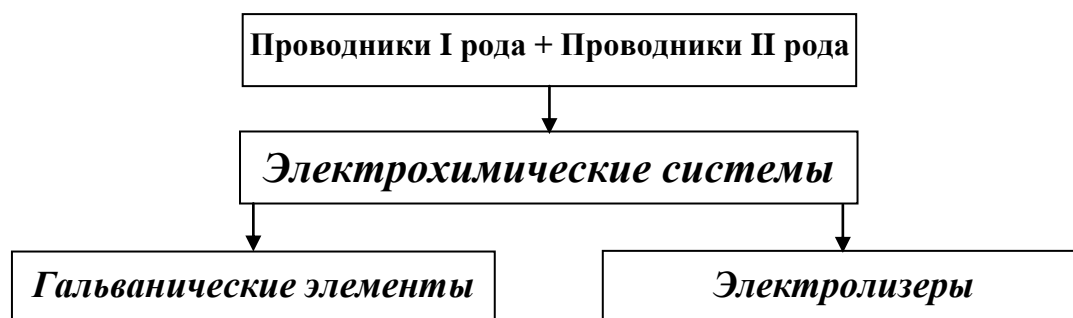 Проводники I рода + Проводники II рода
Электрохимические системы
Гальванические элементы
Электролизеры